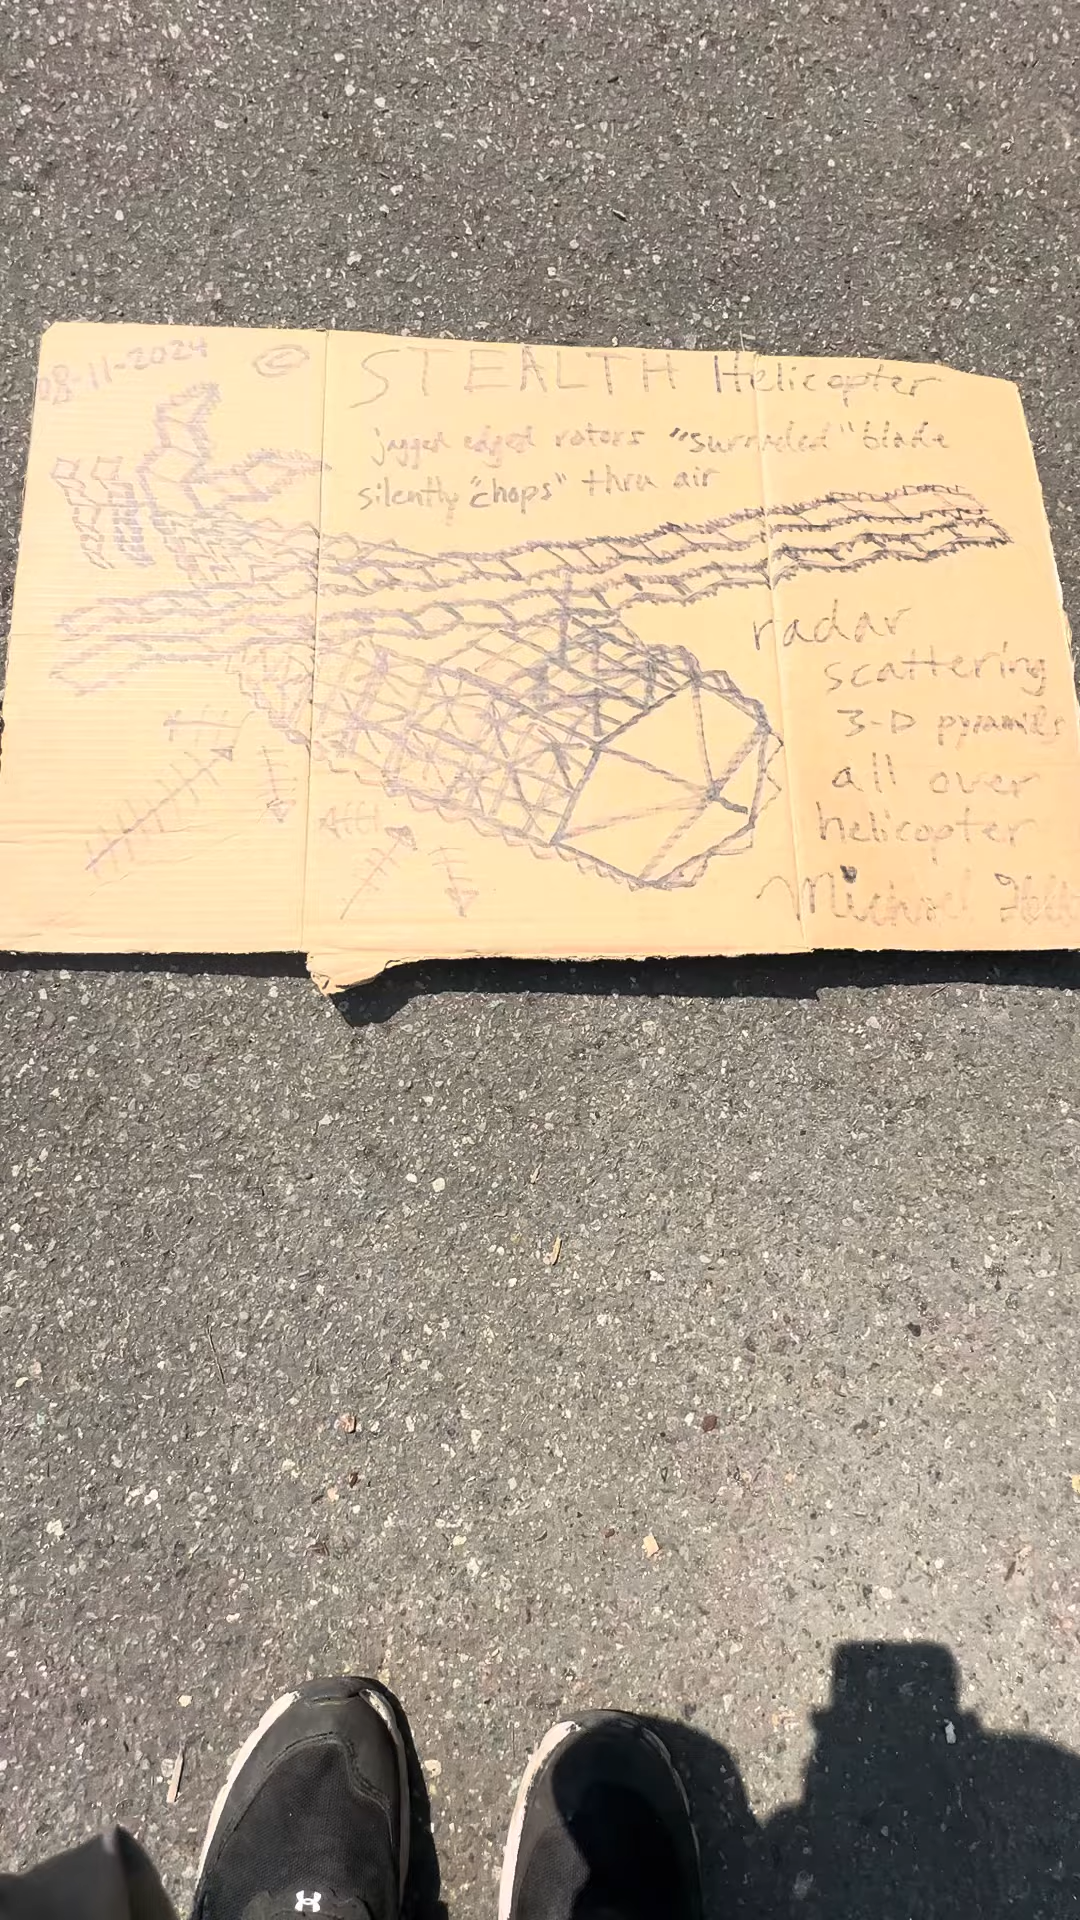 08-11-2024 ©
STEALTH Helicopter
jagged edged rotors "surraded" blade
silently "chops" thru air
radar
scattering
3-D pyramids
all over
helicopter
Michael